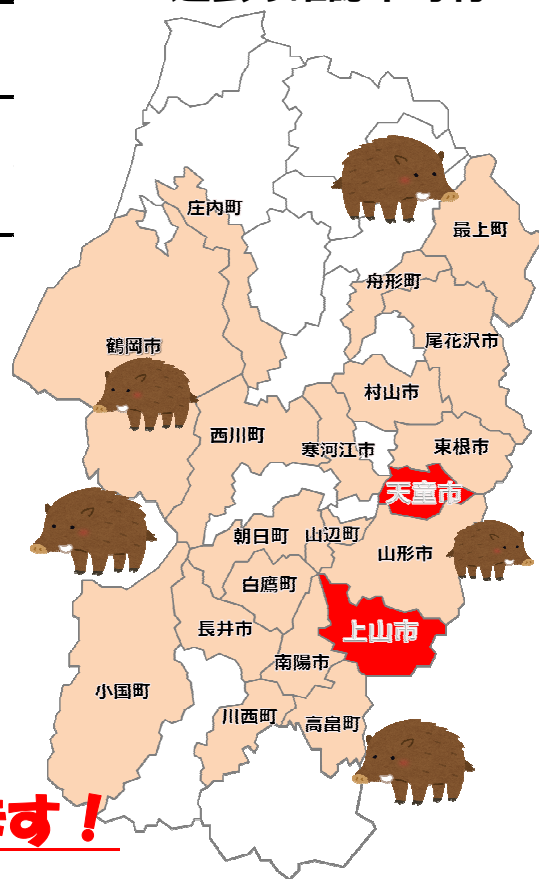 庄内町
最上町
舟形町
鶴岡市
尾花沢市
村山市
西川町
寒河江市
東根市
天童市
朝日町
山辺町
山形市
白鷹町
長井市
上山市
南陽市
小国町
川西町
高畠町
ます！